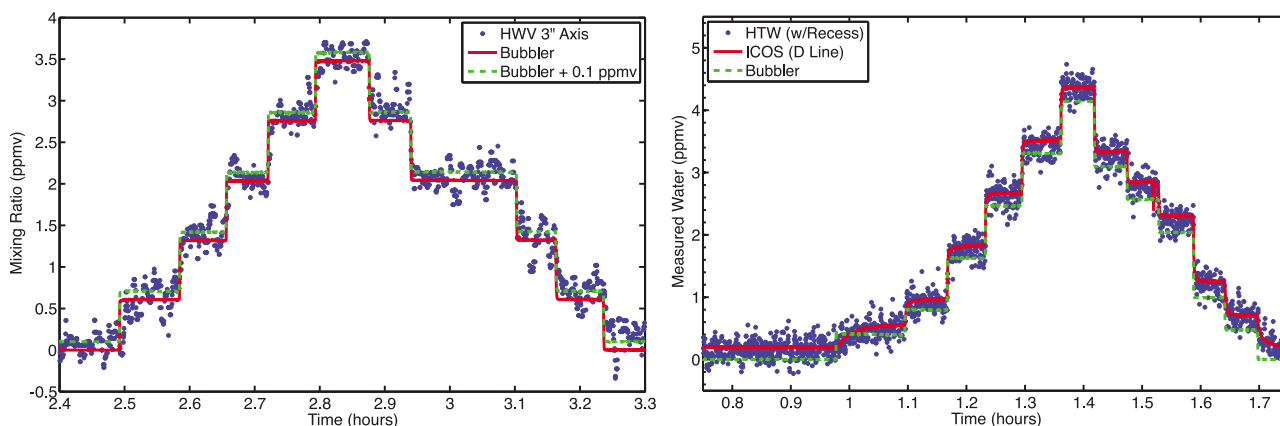 HWV 3" Axis
Bubbler
Bubbler + 0.1 ppmv
Mixing Ratio (ppmv)
4
3.5
3
2.5
2
1.5
1
0.5
0
-0.5
2.4 2.5 2.6 2.7 2.8 2.9 3 3.1 3.2 3.3
Time (hours)
HTW (w/Recess)
ICOS (D Line)
Bubbler
Measured Water (ppmv)
5
4
3
2
1
0
0.8 0.9 1 1.1 1.2 1.3 1.4 1.5 1.6 1.7
Time (hours)